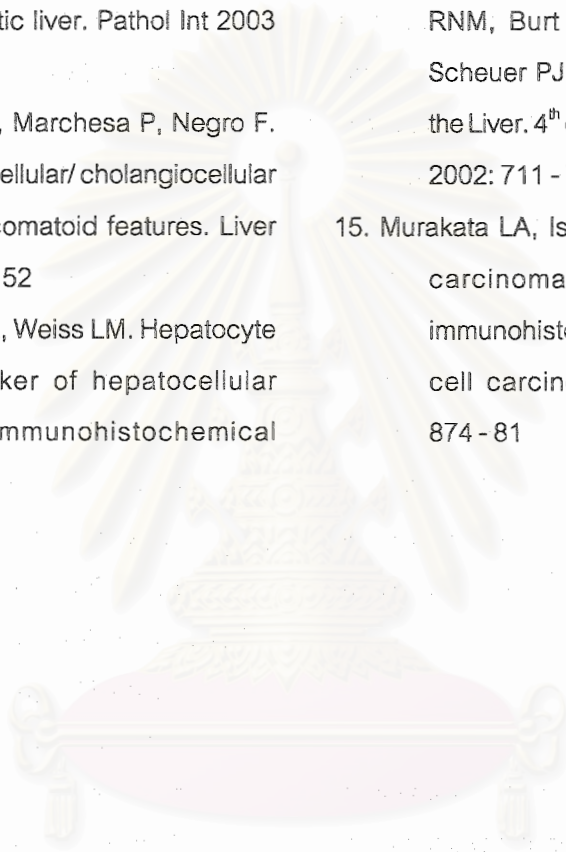 tic liver. Pathol Int 2003
, Marchesa P, Negro F.
ellular/ cholangiocellular
omatoid features. Liver
52
, Weiss LM. Hepatocyte
ker of hepatocellular
mmunohistochemical
RNM, Burt
Scheuer PJ
the Liver. 4th
2002: 711 -
15. Murakata LA, Is
carcinoma
immunohisto
cell carcin
874 - 81